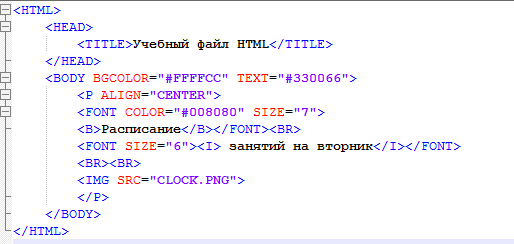 <HTML>
<HEAD>
<TITLE>Учебный файл HTML</TITLE>
</HEAD>
<BODY BGCOLOR="#FFFFCC" TEXT="#330066">
<P ALIGN="CENTER">
<FONT COLOR="#008080" SIZE="7">
<B>Расписание</B></FONT><BR>
<FONT SIZE="6"><I> занятий на вторник</I></FONT>
<BR><BR>
<IMG SRC="CLOCK.PNG">
</P>
</BODY>
</HTML>